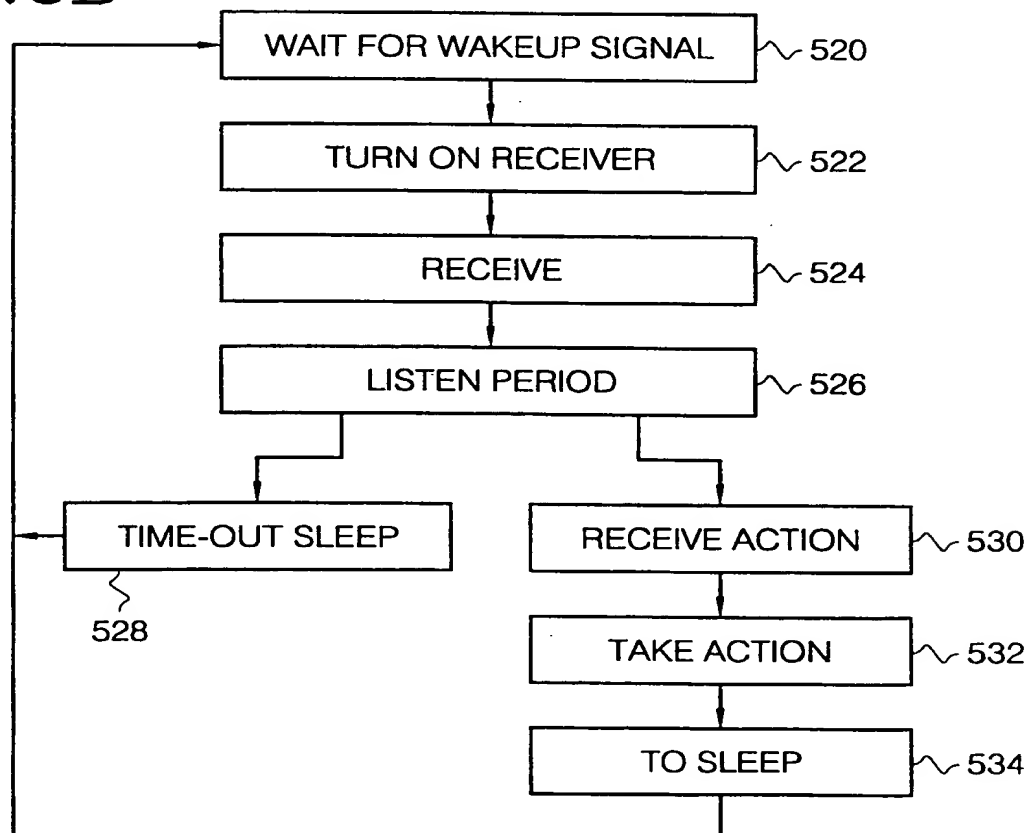 WAIT FOR WAKEUP SIGNAL 520
TURN ON RECEIVER 522
RECEIVE 524
LISTEN PERIOD 526
TIME-OUT SLEEP
528
RECEIVE ACTION 530
TAKE ACTION 532
TO SLEEP 534